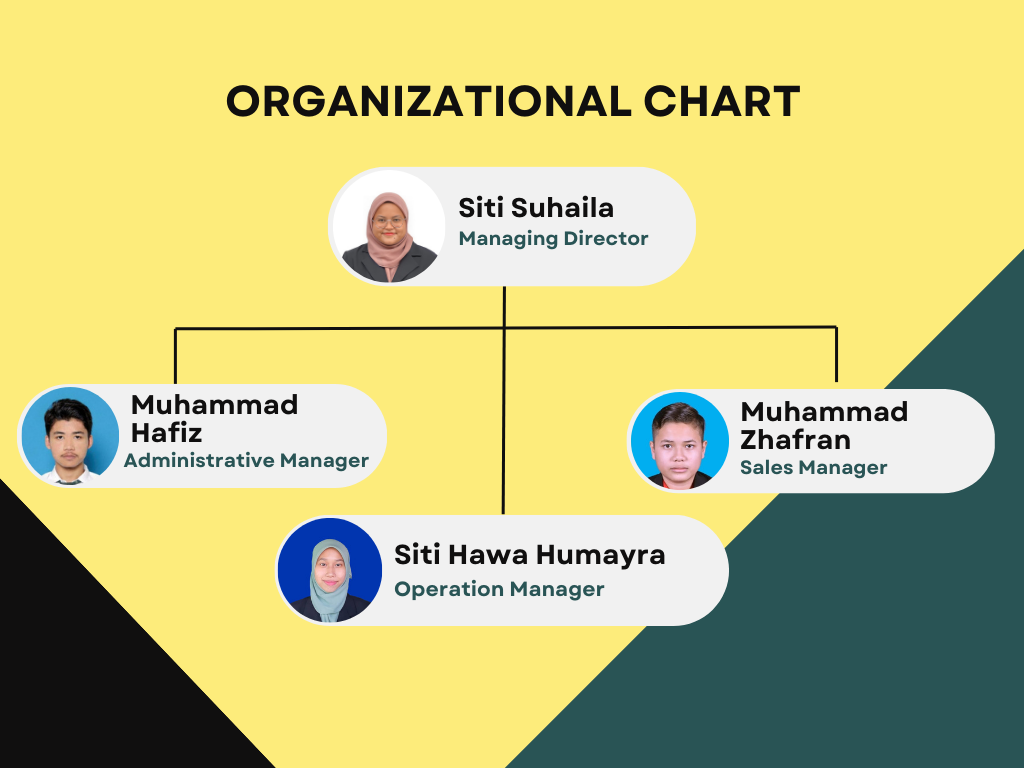 ORGANIZATIONAL CHART
Siti Suhaila
Managing Director
Muhammad
Hafiz
Administrative Manager
Muhammad
Zhafran
Sales Manager
Siti Hawa Humayra
Operation Manager